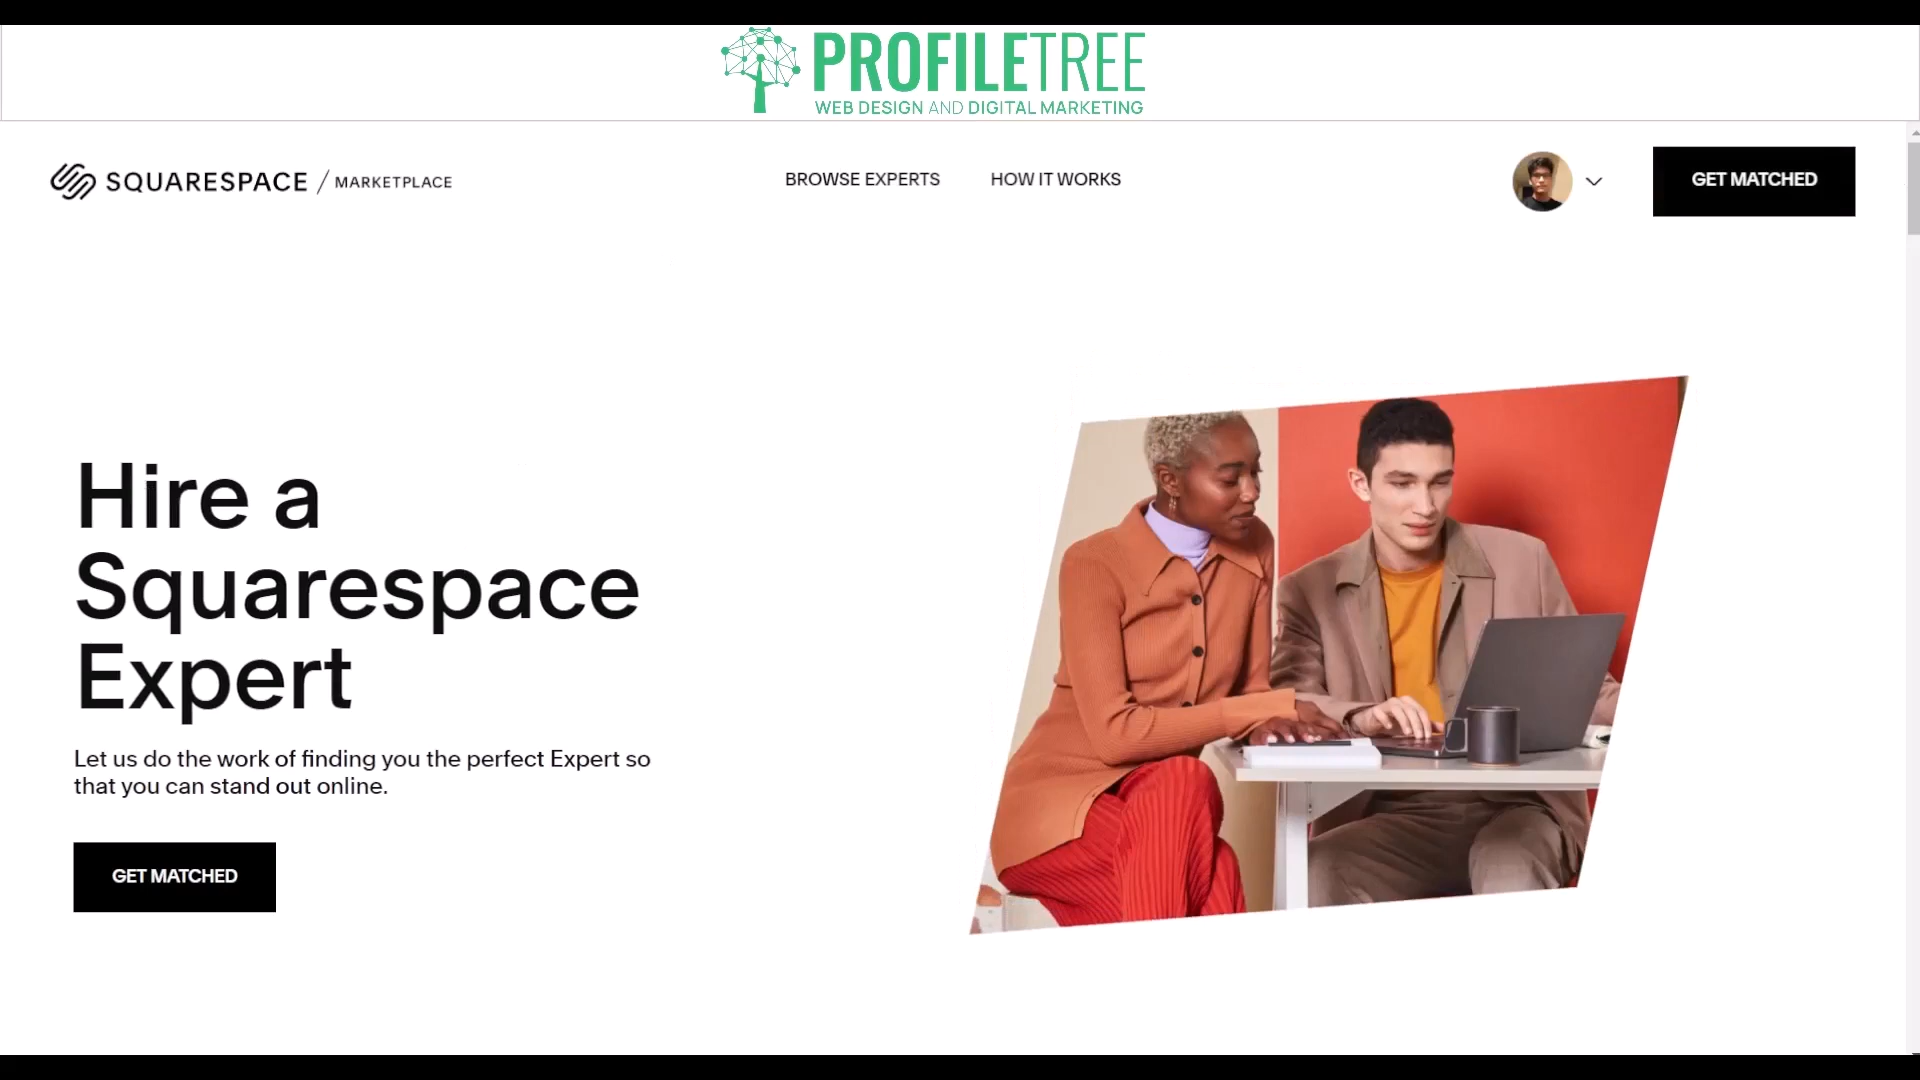 PROFILETREE
WEB DESIGN AND DIGITAL MARKETING
SQUARESPACE / MARKETPLACE
BROWSE EXPERTS
HOW IT WORKS
GET MATCHED
Hire a
Squarespace
Expert
Let us do the work of finding you the perfect Expert so
that you can stand out online.
GET MATCHED